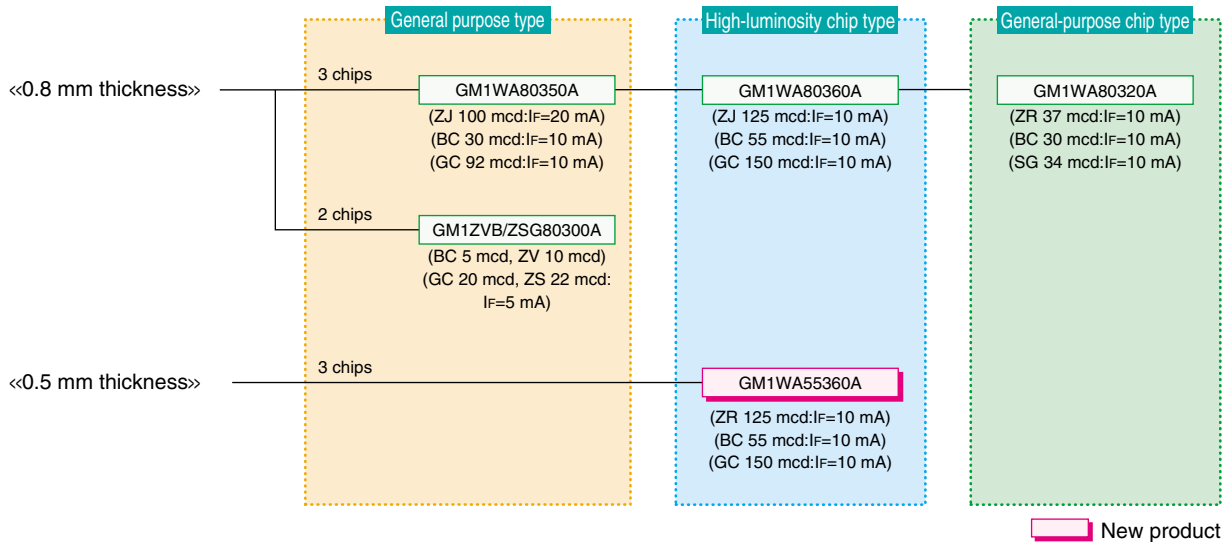 General purpose type
High-luminosity chip type
General-purpose chip type
«0.8 mm thickness»
3 chips
GM1WA80350A
(ZJ 100 mcd:IF=20 mA)
(BC 30 mcd:IF=10 mA)
(GC 92 mcd:IF=10 mA)
GM1WA80360A
(ZJ 125 mcd:IF=10 mA)
(BC 55 mcd:IF=10 mA)
(GC 150 mcd:IF=10 mA)
GM1WA80320A
(ZR 37 mcd:IF=10 mA)
(BC 30 mcd:IF=10 mA)
(SG 34 mcd:IF=10 mA)
2 chips
GM1ZVB/ZSG80300A
(BC 5 mcd, ZV 10 mcd)
(GC 20 mcd, ZS 22 mcd:
IF=5 mA)
«0.5 mm thickness»
3 chips
GM1WA55360A
(ZR 125 mcd:IF=10 mA)
(BC 55 mcd:IF=10 mA)
(GC 150 mcd:IF=10 mA)
New product